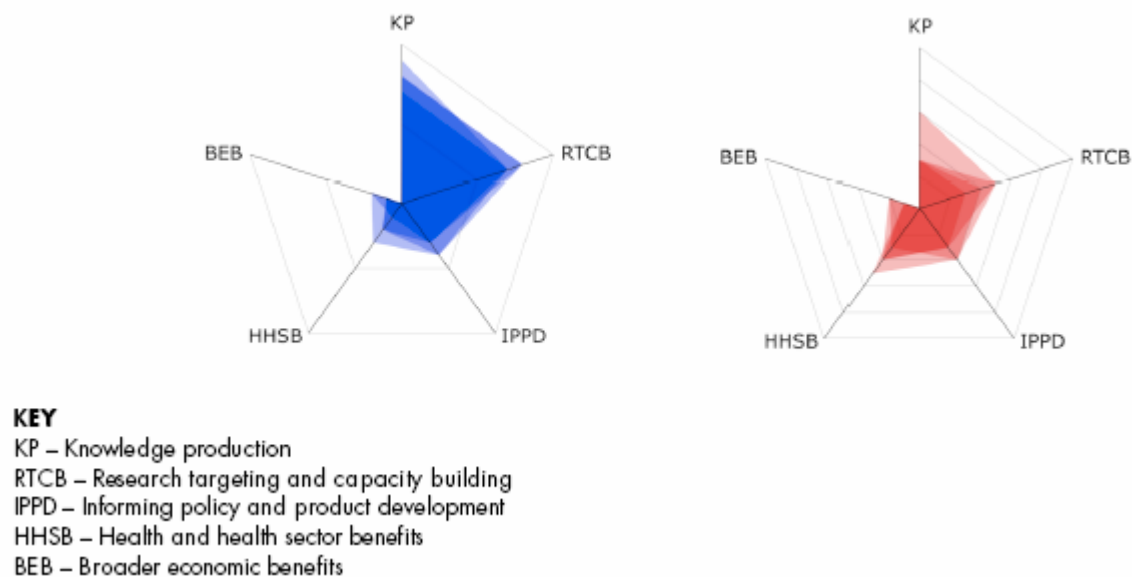 KP
KP
BEB
RTCB
BEB
RTCB
HHSB
IPPD
HHSB
IPPD
KEY
KP – Knowledge production
RTCB – Research targeting and capacity building
IPPD – Informing policy and product development
HHSB – Health and health sector benefits
BEB – Broader economic benefits